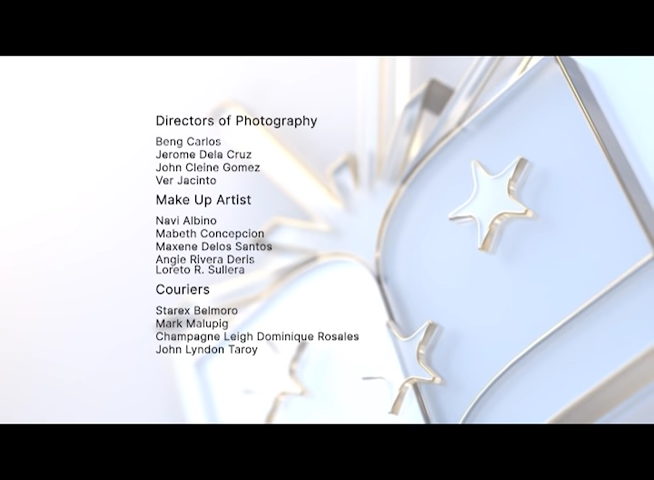 Directors of Photography
Beng Carlos
Jerome Dela Cruz
John Cleine Gomez
Ver Jacinto
Make Up Artist
Navi Albino
Mabeth Concepcion
Maxene Delos Santos
Angie Rivera Deris
Loreto R. Sullera
Couriers
Starex Belmoro
Mark Malupig
Champagne Leigh Dominique Rosales
John Lyndon Taroy